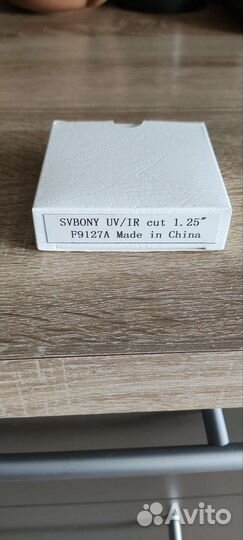 SVBONY UV/IR cut 1.25"
F9127A Made in China
Avito